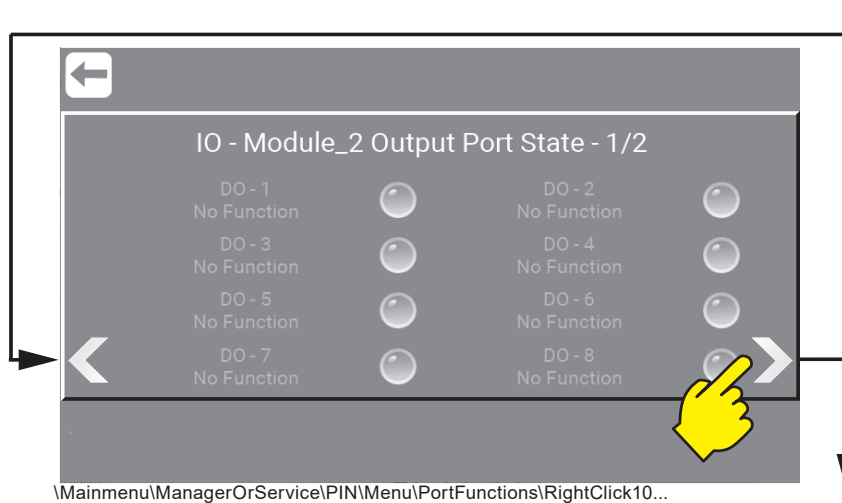 IO - Module_2 Output Port State - 1/2
DO - 1
No Function
DO - 2
No Function
DO - 3
No Function
DO - 4
No Function
DO - 5
No Function
DO - 6
No Function
DO - 7
No Function
DO - 8
No Function
\Mainmenu\ManagerOrService\PIN\Menu\PortFunctions\RightClick10...